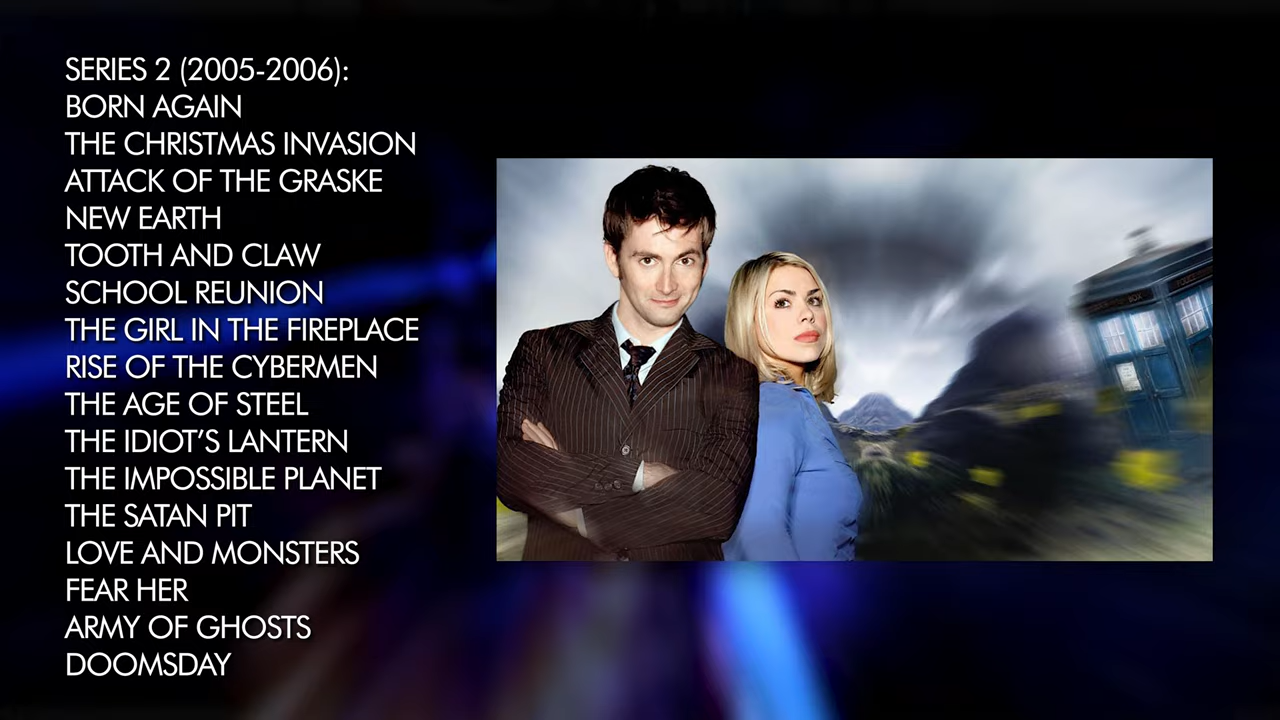 SERIES 2 (2005-2006):
BORN AGAIN
THE CHRISTMAS INVASION
ATTACK OF THE GRASKE
NEW EARTH
TOOTH AND CLAW
SCHOOL REUNION
THE GIRL IN THE FIREPLACE
RISE OF THE CYBERMEN
THE AGE OF STEEL
THE IDIOT’S LANTERN
THE IMPOSSIBLE PLANET
THE SATAN PIT
LOVE AND MONSTERS
FEAR HER
ARMY OF GHOSTS
DOOMSDAY